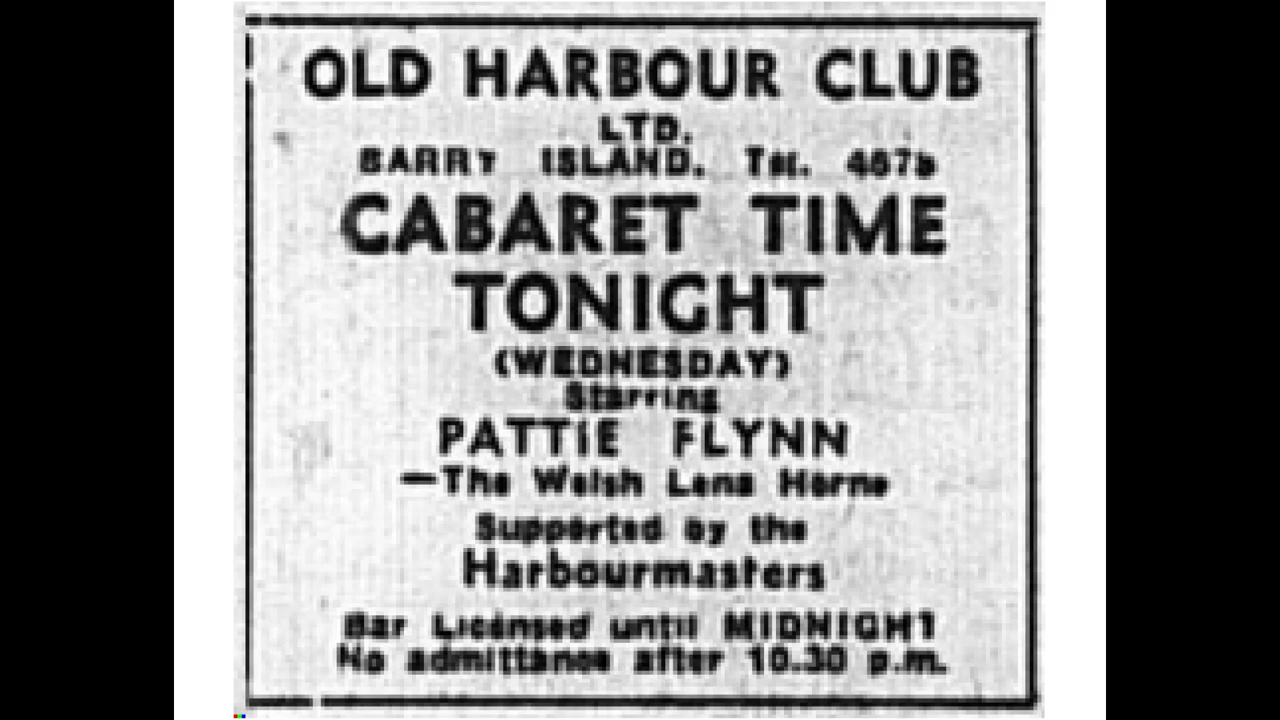 OLD HARBOUR CLUB
LTD.
BARRY ISLAND. Tel.
CABARET TIME
TONIGHT
(WEDNESDAY)
Starring
PATTIE FLYNN
—The Welsh Lena Horne
Supported by the
Harbourmasters
Bar Licensed until MIDNIGHT
No admittance after 10.30 p.m.